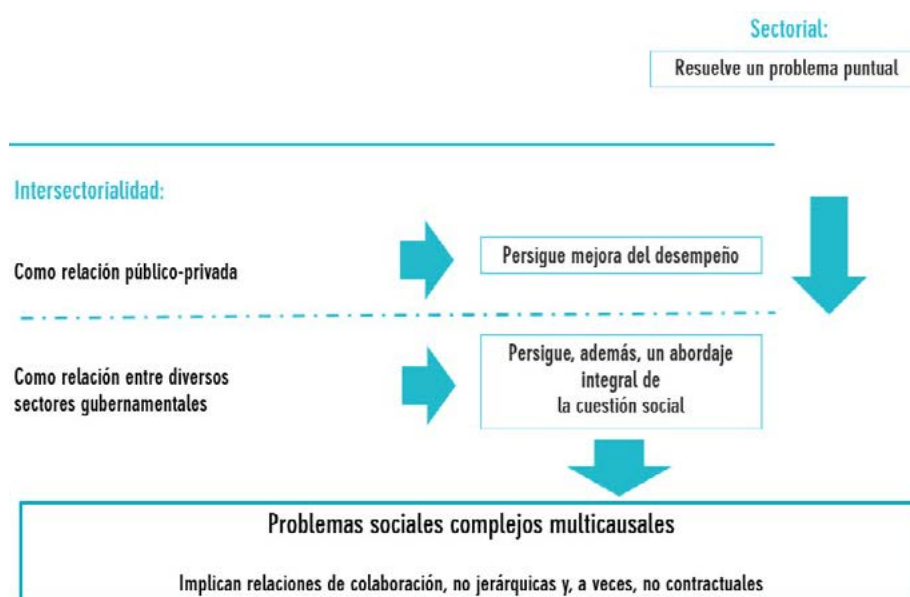 Sectorial:
Resuelve un problema puntual
Intersectorialidad:
Como relación público-privada
Persigue mejora del desempeño
Como relación entre diversos
sectores gubernamentales
Persigue, además, un abordaje
integral de
la cuestión social
Problemas sociales complejos multicausales
Implican relaciones de colaboración, no jerárquicas y, a veces, no contractuales